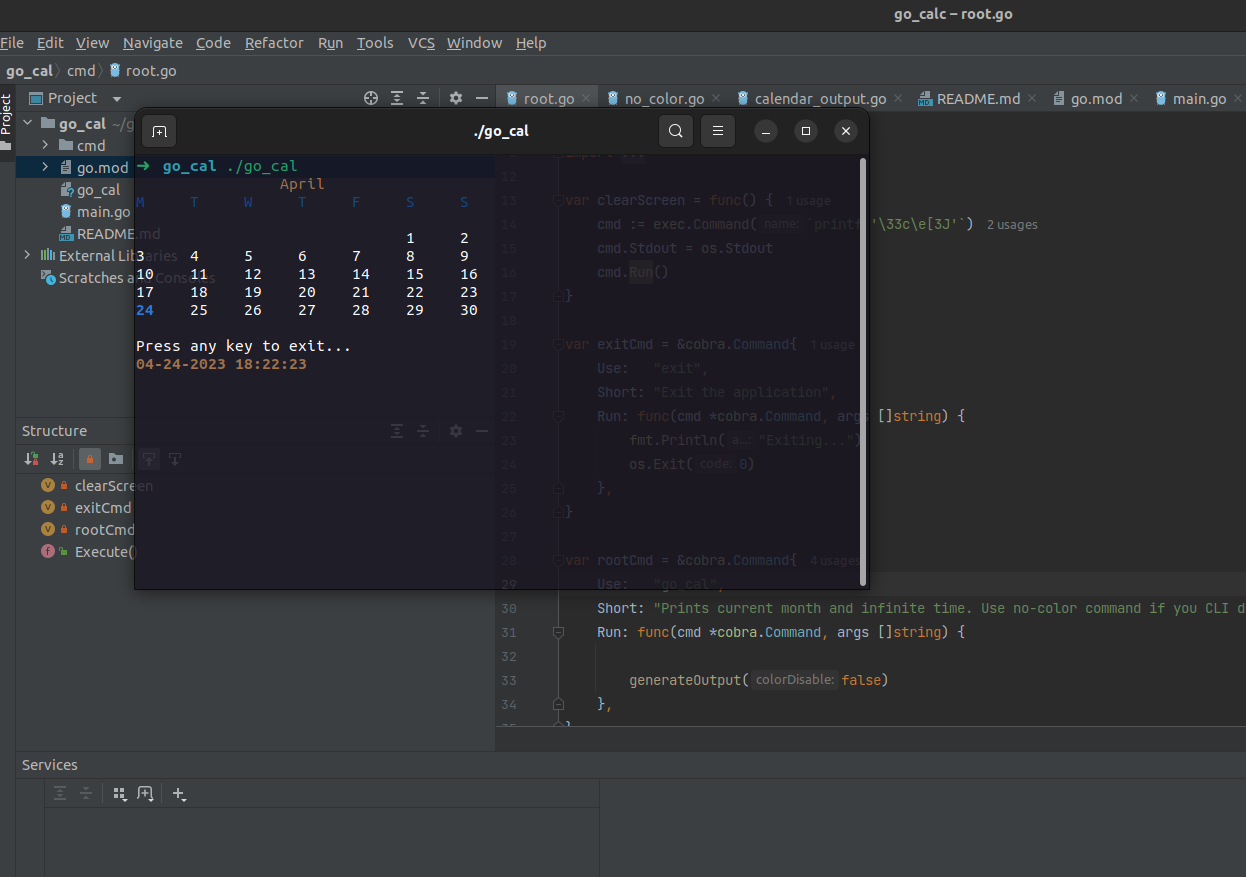 go_calc – root.go
File Edit View Navigate Code Refactor Run Tools VCS Window Help
go_cal cmd root.go
Project
Project
root.go no_color.go calendar_output.go README.md go.mod main.go
go_cal ~/g
cmd
go.mod
go_cal
main.go
README.md
External Libraries
Scratches and Consoles
./go_cal
→ go_cal ./go_cal
April
M T W T F S S
1 2
3 4 5 6 7 8 9
10 11 12 13 14 15 16
17 18 19 20 21 22 23
24 25 26 27 28 29 30
Press any key to exit...
04-24-2023 18:22:23
import ...
12
13 var clearScreen = func() { 1 usage
14 cmd := exec.Command( name: `printf '\33c\e[3J'`) 2 usages
15 cmd.Stdout = os.Stdout
16 cmd.Run()
17 }
18
19 var exitCmd = &cobra.Command{ 1 usage
20 Use: "exit",
21 Short: "Exit the application",
22 Run: func(cmd *cobra.Command, args []string) {
23 fmt.Println( a...: "Exiting...")
24 os.Exit( code: 0)
25 },
26 }
27
28 var rootCmd = &cobra.Command{ 4 usages
29 Use: "go_cal",
30 Short: "Prints current month and infinite time. Use no-color command if you CLI d
31 Run: func(cmd *cobra.Command, args []string) {
32
33 generateOutput( colorDisable: false)
34 },
35 }
Structure
clearScreen
exitCmd
rootCmd
Execute()
Services